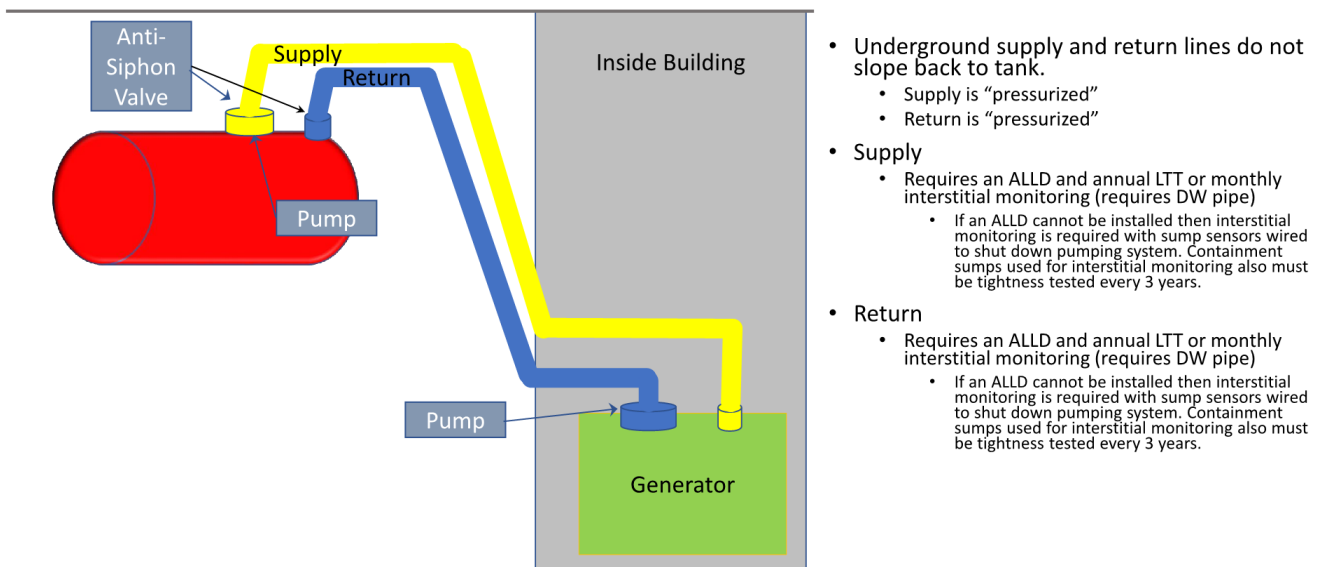 Anti-
Siphon
Valve
Supply
Return
Inside Building
Pump
Pump
Generator
• Underground supply and return lines do not
slope back to tank.
• Supply is “pressurized”
• Return is “pressurized”
• Supply
• Requires an ALLD and annual LTT or monthly
interstitial monitoring (requires DW pipe)
• If an ALLD cannot be installed then interstitial
monitoring is required with sump sensors wired
to shut down pumping system. Containment
sumps used for interstitial monitoring also must
be tightness tested every 3 years.
• Return
• Requires an ALLD and annual LTT or monthly
interstitial monitoring (requires DW pipe)
• If an ALLD cannot be installed then interstitial
monitoring is required with sump sensors wired
to shut down pumping system. Containment
sumps used for interstitial monitoring also must
be tightness tested every 3 years.